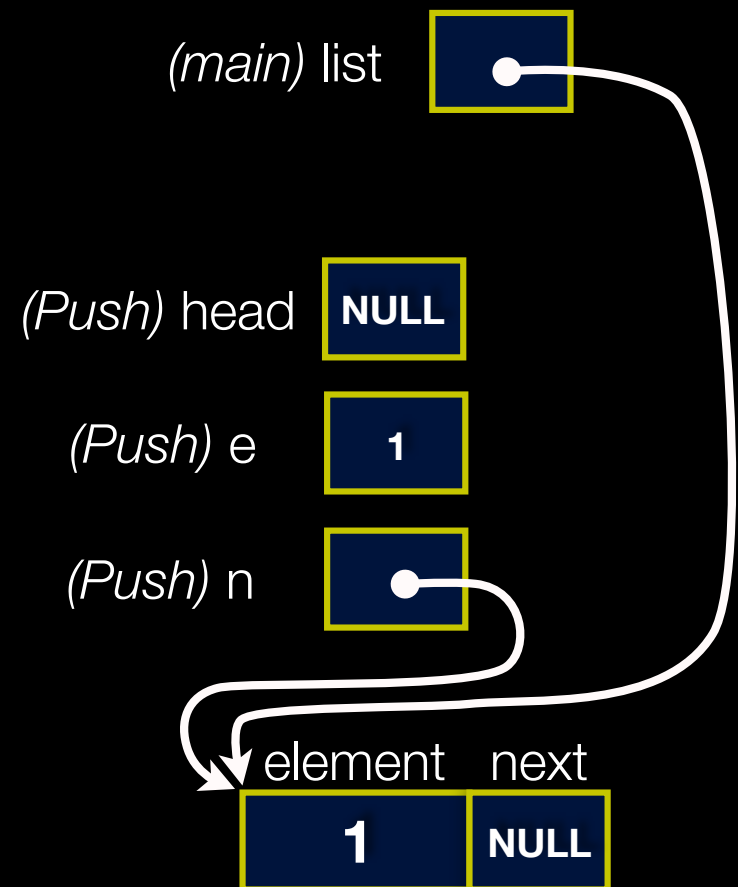 (main) list
(Push) head NULL
(Push) e 1
(Push) n
element next
1 NULL